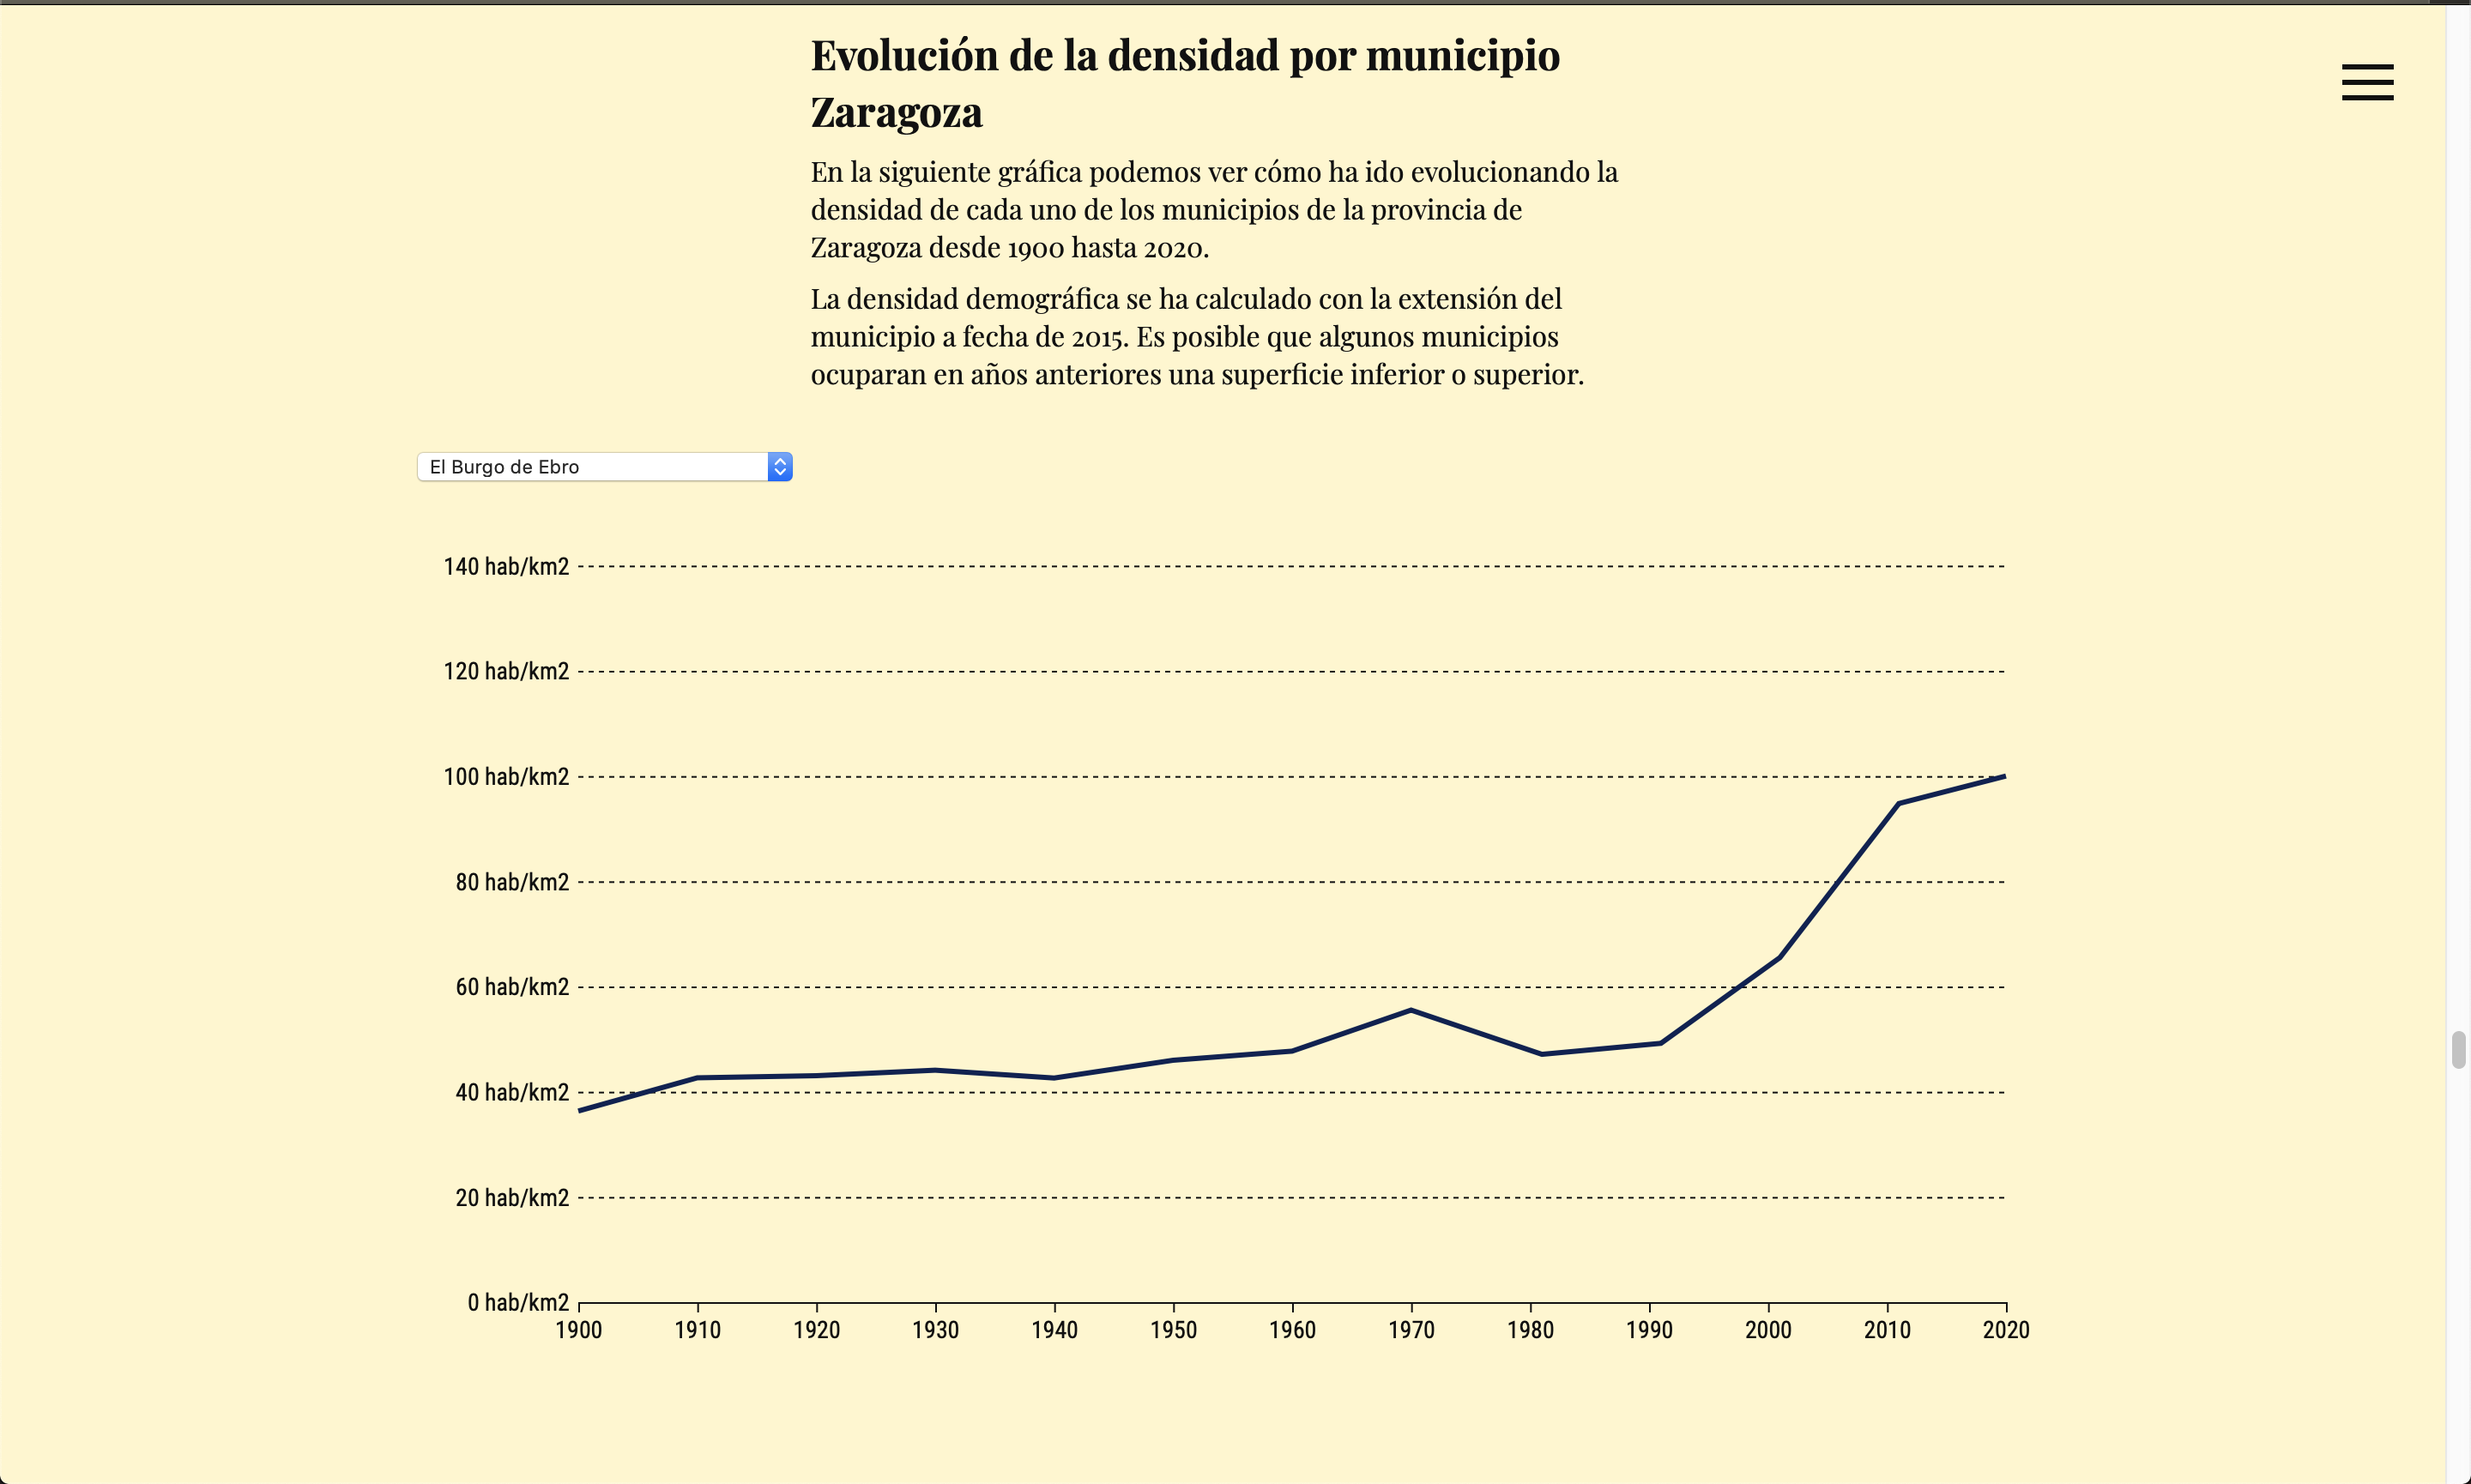 Evolución de la densidad por municipio
Zaragoza
En la siguiente gráfica podemos ver cómo ha ido evolucionando la
densidad de cada uno de los municipios de la provincia de
Zaragoza desde 1900 hasta 2020.
La densidad demográfica se ha calculado con la extensión del
municipio a fecha de 2015. Es posible que algunos municipios
ocuparan en años anteriores una superficie inferior o superior.
El Burgo de Ebro
140 hab/km2
120 hab/km2
100 hab/km2
80 hab/km2
60 hab/km2
40 hab/km2
20 hab/km2
0 hab/km2
1900 1910 1920 1930 1940 1950 1960 1970 1980 1990 2000 2010 2020